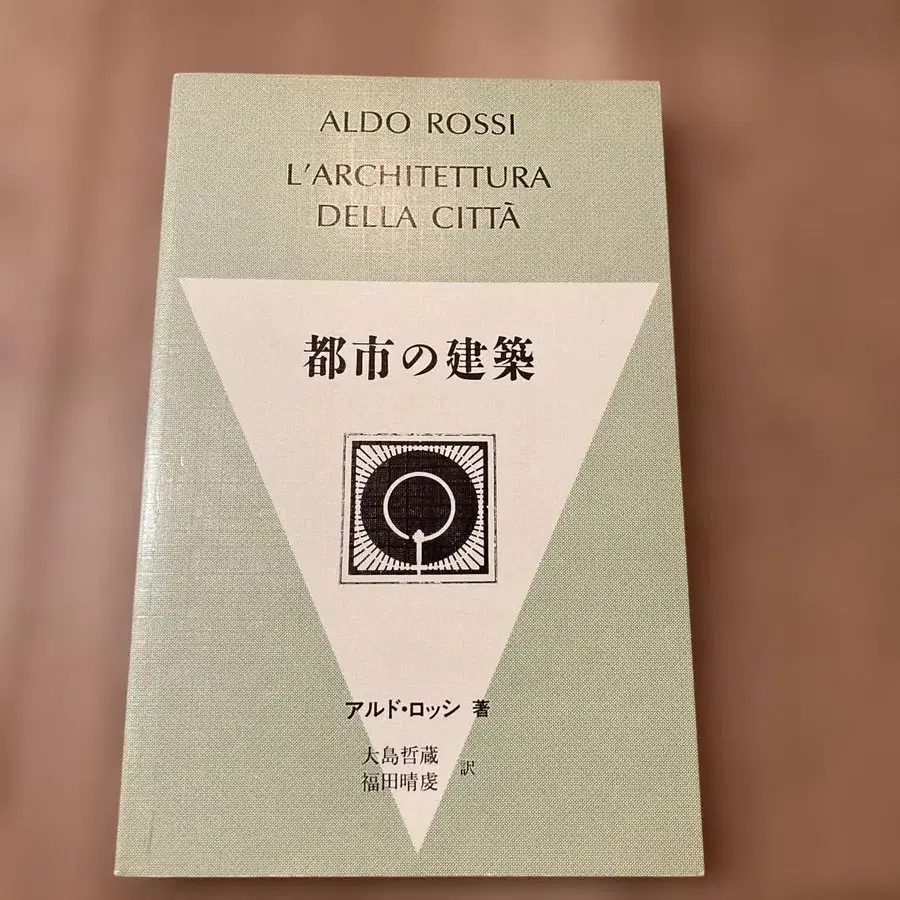 ALDO ROSSI
L'ARCHITETTURA
DELLA CITTÀ
都市の建築
アルド・ロッシ 著
大島哲蔵
福田晴虔
訳